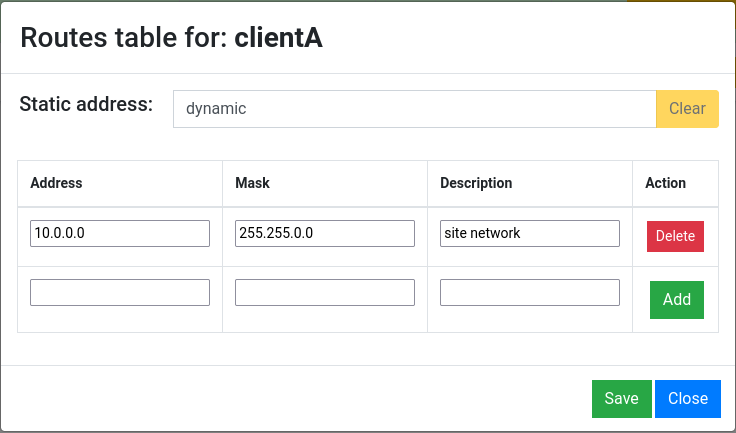 Routes table for: clientA
Static address: dynamic Clear
Address Mask Description Action
10.0.0.0 255.255.0.0 site network Delete
Add
Save Close